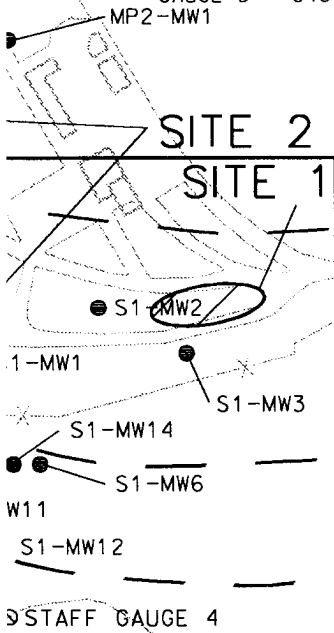 MP2-MW1
SITE 2
SITE 1
S1-MW2
1-MW1
S1-MW3
S1-MW14
S1-MW6
W11
S1-MW12
STAFF GAUGE 4